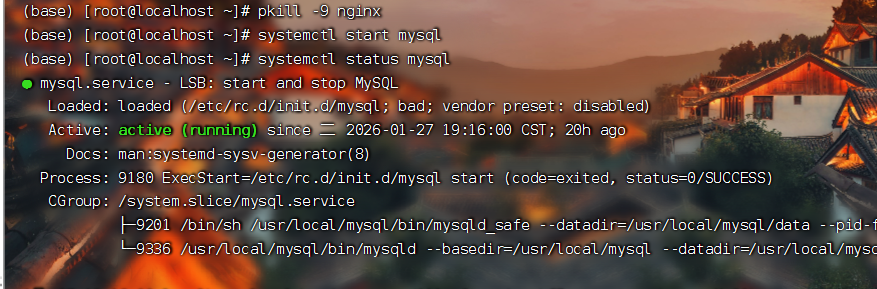 (base) [root@localhost ~]# pkill -9 nginx
(base) [root@localhost ~]# systemctl start mysql
(base) [root@localhost ~]# systemctl status mysql
● mysql.service - LSB: start and stop MySQL
Loaded: loaded (/etc/rc.d/init.d/mysql; bad; vendor preset: disabled)
Active: active (running) since 二 2026-01-27 19:16:00 CST; 20h ago
Docs: man:systemd-sysv-generator(8)
Process: 9180 ExecStart=/etc/rc.d/init.d/mysql start (code=exited, status=0/SUCCESS)
CGroup: /system.slice/mysql.service
├─9201 /bin/sh /usr/local/mysql/bin/mysqld_safe --datadir=/usr/local/mysql/data --pid-f
└─9336 /usr/local/mysql/bin/mysqld --basedir=/usr/local/mysql --datadir=/usr/local/mysq